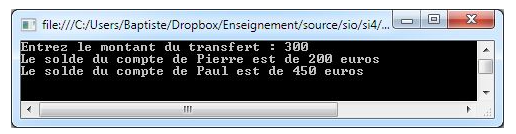 file:///C:/Users/Baptiste/Dropbox/Enseignement/source/sio/si4/...
Entrez le montant du transfert : 300
Le solde du compte de Pierre est de 200 euros
Le solde du compte de Paul est de 450 euros